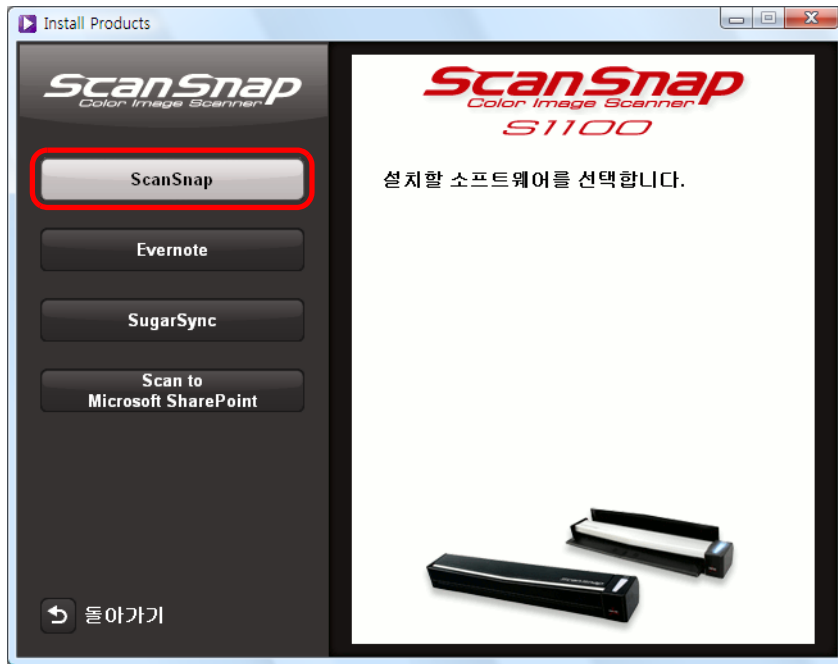 Install Products
ScanSnap
Color Image Scanner
ScanSnap
Evernote
SugarSync
Scan to
Microsoft SharePoint
돌아가기
ScanSnap
Color Image Scanner
S1100
설치할 소프트웨어를 선택합니다.